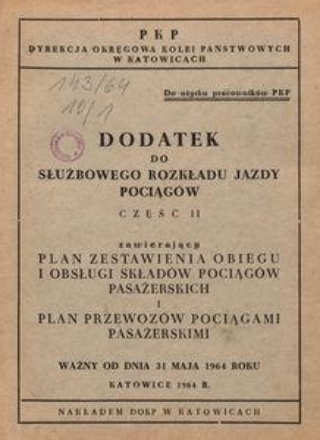 PKP
DYREKCJA OKRĘGOWA KOLEI PAŃSTWOWYCH
W KATOWICACH
143/64
10/1
Do użytku pracowników PKP
DODATEK
DO
SŁUŻBOWEGO ROZKŁADU JAZDY
POCIĄGÓW
CZĘŚĆ II
zawierający
PLAN ZESTAWIENIA OBIEGU
I OBSŁUGI SKŁADÓW POCIĄGÓW
PASAŻERSKICH
I
PLAN PRZEWOZÓW POCIĄGAMI
PASAŻERSKIMI
WAŻNY OD DNIA 31 MAJA 1964 ROKU
KATOWICE 1964 R.
NAKŁADEM DOKP W KATOWICACH